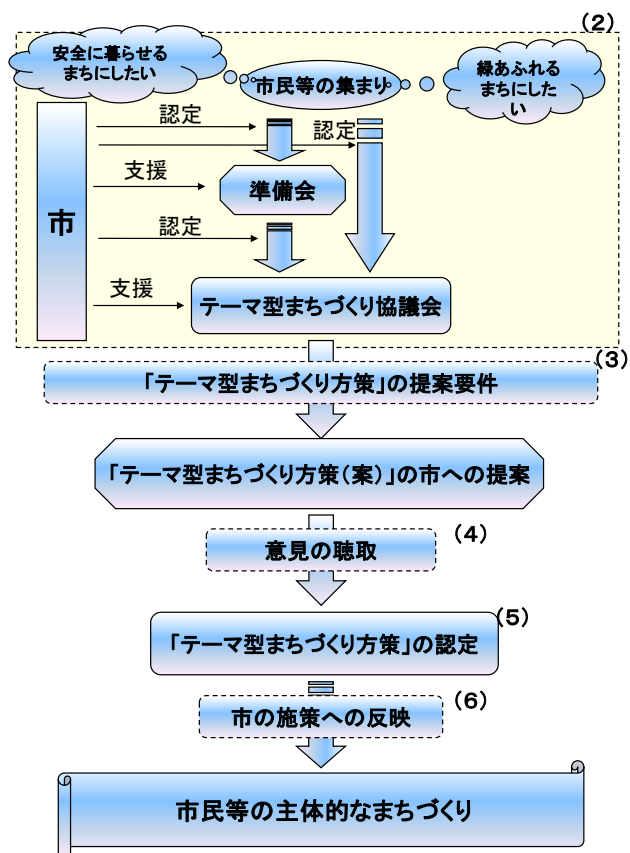 (2)
安全に暮らせる
まちにしたい
市民等の集まり
緑あふれる
まちにした
い
認定
認定
支援
準備会
市
認定
支援
テーマ型まちづくり協議会
(3)
「テーマ型まちづくり方策」の提案要件
「テーマ型まちづくり方策(案)」の市への提案
(4)
意見の聴取
(5)
「テーマ型まちづくり方策」の認定
(6)
市の施策への反映
市民等の主体的なまちづくり